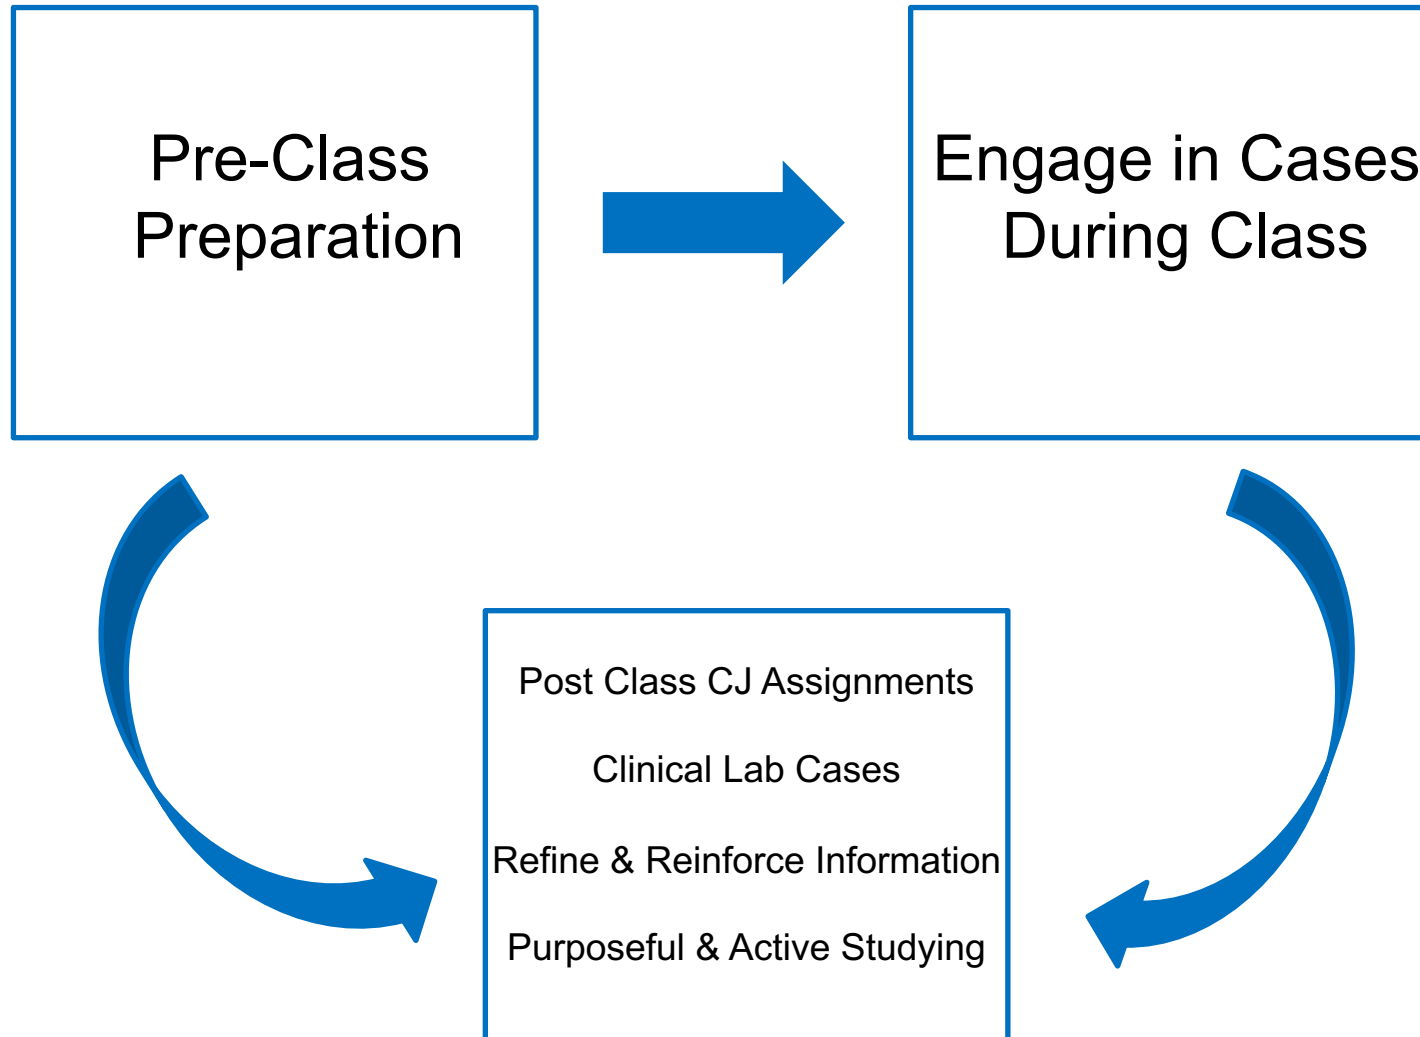 Pre-Class
Preparation
Engage in Cases
During Class
Post Class CJ Assignments
Clinical Lab Cases
Refine & Reinforce Information
Purposeful & Active Studying